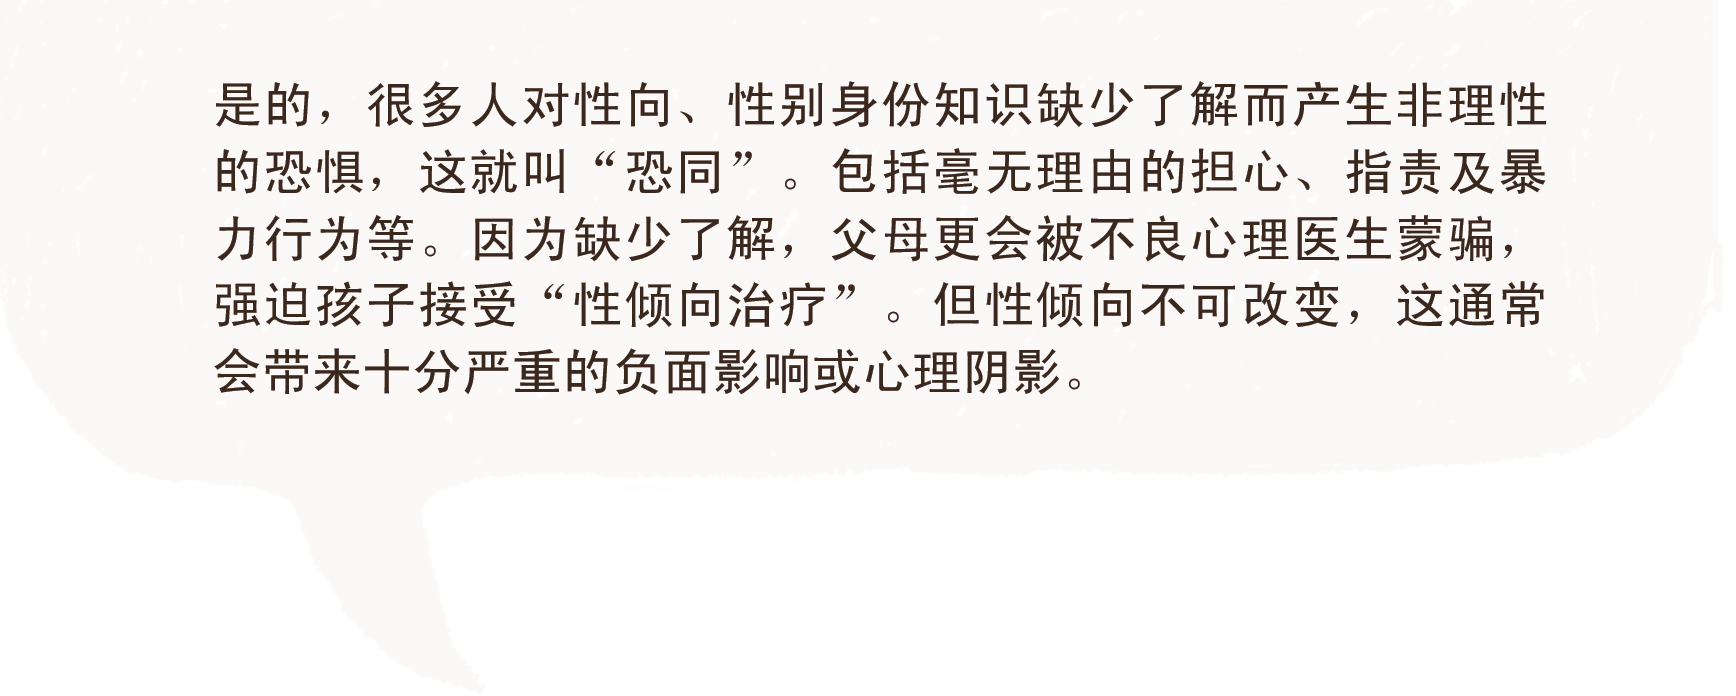 是的，很多人对性向、性别身份知识缺少了解而产生非理性
的恐惧，这就叫“恐同”。包括毫无理由的担心、指责及暴
力行为等。因为缺少了解，父母更会被不良心理医生蒙骗，
强迫孩子接受“性倾向治疗”。但性倾向不可改变，这通常
会带来十分严重的负面影响或心理阴影。